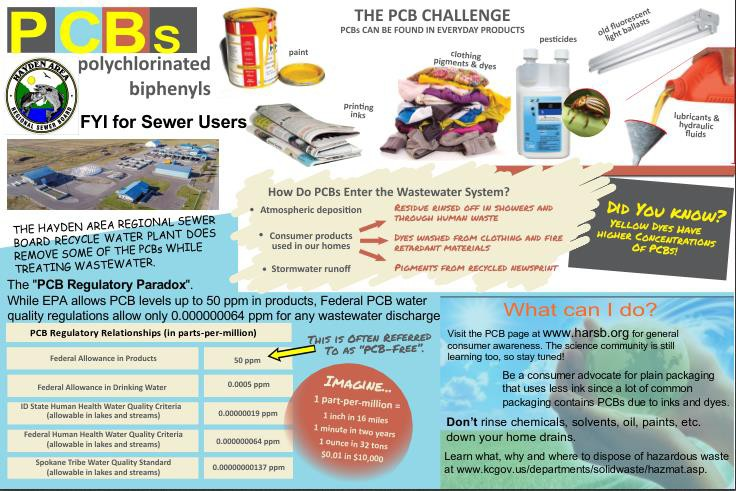 PCBs
polychlorinated
biphenyls
HAYDEN AREA
REGIONAL SEWER BOARD
FYI for Sewer Users
THE PCB CHALLENGE
PCBs CAN BE FOUND IN EVERYDAY PRODUCTS
paint
printing
inks
clothing
pigments & dyes
pesticides
old fluorescent
light ballasts
lubricants &
hydraulic
fluids
THE HAYDEN AREA REGIONAL SEWER
BOARD RECYCLE WATER PLANT DOES
REMOVE SOME OF THE PCBs WHILE
TREATING WASTEWATER.
How Do PCBs Enter the Wastewater System?
• Atmospheric deposition
• Consumer products
used in our homes
• Stormwater runoff
RESIDUE RINSED OFF IN SHOWERS AND
THROUGH HUMAN WASTE
DYES WASHED FROM CLOTHING AND FIRE
RETARDANT MATERIALS
PIGMENTS FROM RECYCLED NEWSPRINT
DID YOU KNOW?
YELLOW DYES HAVE
HIGHER CONCENTRATIONS
OF PCBS!
The "PCB Regulatory Paradox".
While EPA allows PCB levels up to 50 ppm in products, Federal PCB water
quality regulations allow only 0.000000064 ppm for any wastewater discharge
PCB Regulatory Relationships (in parts-per-million)
Federal Allowance in Products 50 ppm
Federal Allowance in Drinking Water 0.0005 ppm
ID State Human Health Water Quality Criteria
(allowable in lakes and streams) 0.00000019 ppm
Federal Human Health Water Quality Criteria
(allowable in lakes and streams) 0.000000064 ppm
Spokane Tribe Water Quality Standard
(allowable in lakes and streams) 0.00000000137 ppm
THIS IS OFTEN REFERRED
TO AS "PCB-FREE".
IMAGINE...
1 part-per-million =
1 inch in 16 miles
1 minute in two years
1 ounce in 32 tons
$0.01 in $10,000
What can I do?
Visit the PCB page at www.harsb.org for general
consumer awareness. The science community is still
learning too, so stay tuned!
Be a consumer advocate for plain packaging
that uses less ink since a lot of common
packaging contains PCBs due to inks and dyes.
Don't rinse chemicals, solvents, oil, paints, etc.
down your home drains.
Learn what, why and where to dispose of hazardous waste
at www.kcgov.us/departments/solidwaste/hazmat.asp.